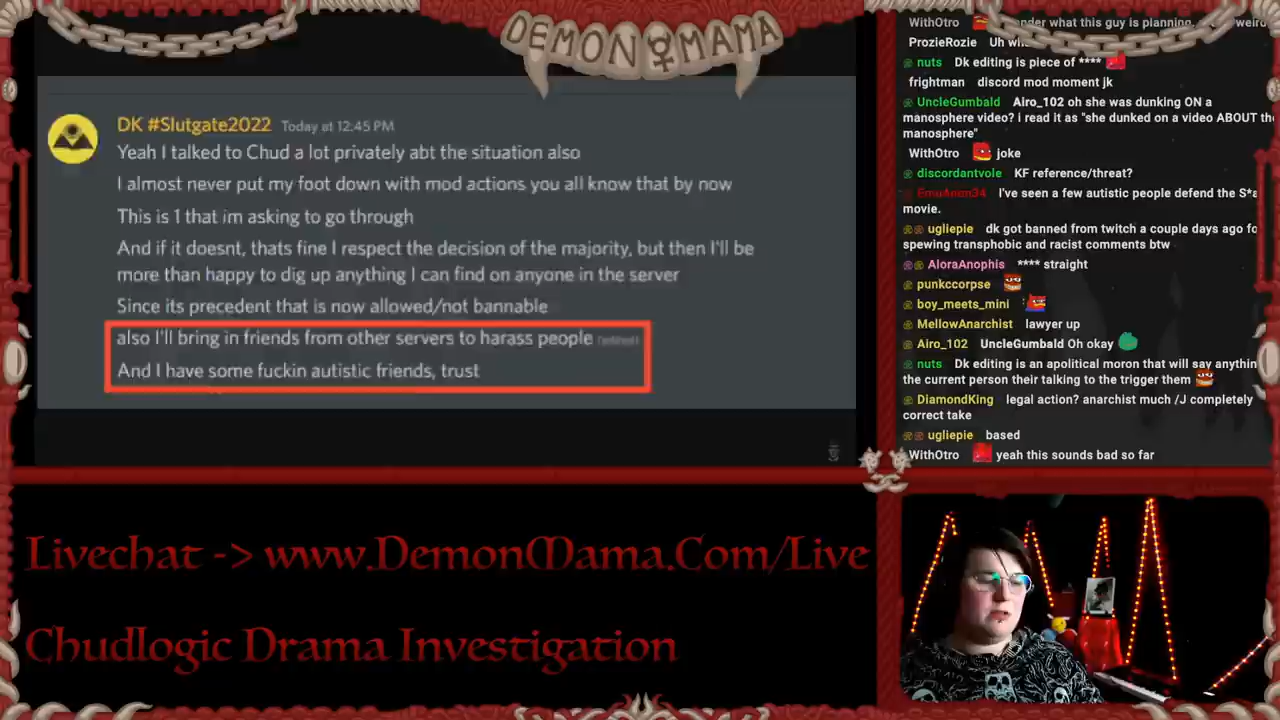 DEMON MAMA
DK #Slutgate2022 Today at 12:45 PM
Yeah I talked to Chud a lot privately abt the situation also
I almost never put my foot down with mod actions you all know that by now
This is 1 that im asking to go through
And if it doesnt, thats fine I respect the decision of the majority, but then I'll be
more than happy to dig up anything I can find on anyone in the server
Since its precedent that is now allowed/not bannable
also I'll bring in friends from other servers to harass people
And I have some fuckin autistic friends, trust
WithOtro nder what this guy is planning.
ProzieRozie Uh
nuts Dk editing is piece of ****
frightman discord mod moment jk
UncleGumbald Airo_102 oh she was dunking ON a
manosphere video? i read it as "she dunked on a video ABOUT the
manosphere"
WithOtro joke
discordantvole KF reference/threat?
EmuAnon34 I've seen a few autistic people defend the S*a
movie.
ugliepie dk got banned from twitch a couple days ago fo
spewing transphobic and racist comments btw
AloraAnophis **** straight
punkccorpse
boy_meets_mini
MellowAnarchist lawyer up
Airo_102 UncleGumbald Oh okay
nuts Dk editing is an apolitical moron that will say anythin
the current person their talking to the trigger them
DiamondKing legal action? anarchist much /J completely
correct take
ugliepie based
WithOtro yeah this sounds bad so far
Livechat -> www.DemonMama.Com/Live
Chudlogic Drama Investigation